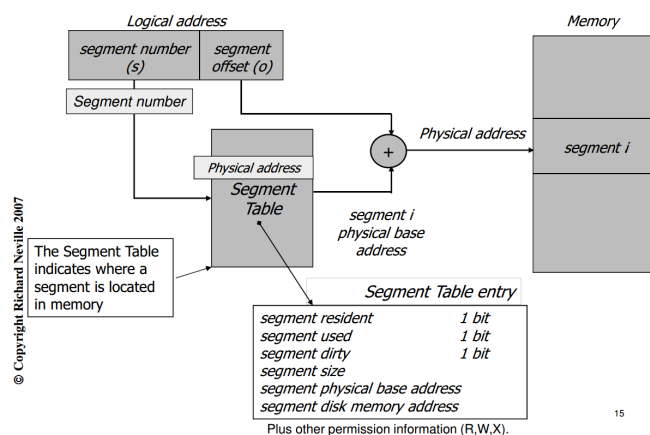 Logical address
segment number
(s)
segment
offset (o)
Segment number
Memory
+
Physical address
segment i
Physical address
Segment
Table
segment i
physical base
address
The Segment Table
indicates where a
segment is located
in memory
Segment Table entry
segment resident 1 bit
segment used 1 bit
segment dirty 1 bit
segment size
segment physical base address
segment disk memory address
Plus other permission information (R,W,X).
© Copyright Richard Neville 2007
15